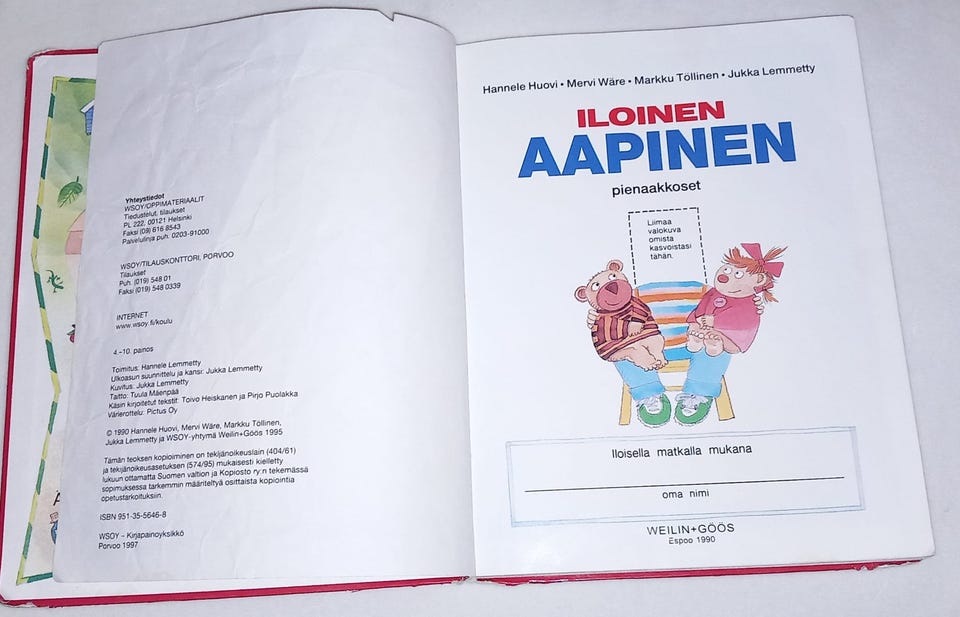 Yhteystiedot
WSOY/OPPIMATERIAALIT
Tiedustelut, tilaukset
PL 222, 00121 Helsinki
Faksi (09) 616 8543
Palvelulinja puh. 0203-91000
WSOY/TILAUSKONTTORI, PORVOO
Tilaukset
Puh. (019) 548 01
Faksi (019) 548 0339
INTERNET
www.wsoy.fi/koulu
4.–10. painos
Toimitus: Hannele Lemmetty
Ulkoasun suunnittelu ja kansi: Jukka Lemmetty
Kuvitus: Jukka Lemmetty
Taitto: Tuula Mäenpää
Käsin kirjoitetut tekstit: Toivo Heiskanen ja Pirjo Puolakka
Värierottelu: Pictus Oy
© 1990 Hannele Huovi, Mervi Wäre, Markku Töllinen,
Jukka Lemmetty ja WSOY-yhtymä Weilin+Göös 1995
Tämän teoksen kopioiminen on tekijänoikeuslain (404/61)
ja tekijänoikeusasetuksen (574/95) mukaisesti kielletty
lukuun ottamatta Suomen valtion ja Kopiosto ry:n tekemässä
sopimuksessa tarkemmin määriteltyä osittaista kopiointia
opetustarkoituksiin.
ISBN 951-35-5646-8
WSOY – Kirjapainoyksikkö
Porvoo 1997
Hannele Huovi • Mervi Wäre • Markku Töllinen • Jukka Lemmetty
ILOINEN
AAPINEN
pienaakkoset
Liimaa
valokuva
omista
kasvoistasi
tähän.
Iloisella matkalla mukana
oma nimi
WEILIN+GÖÖS
Espoo 1990